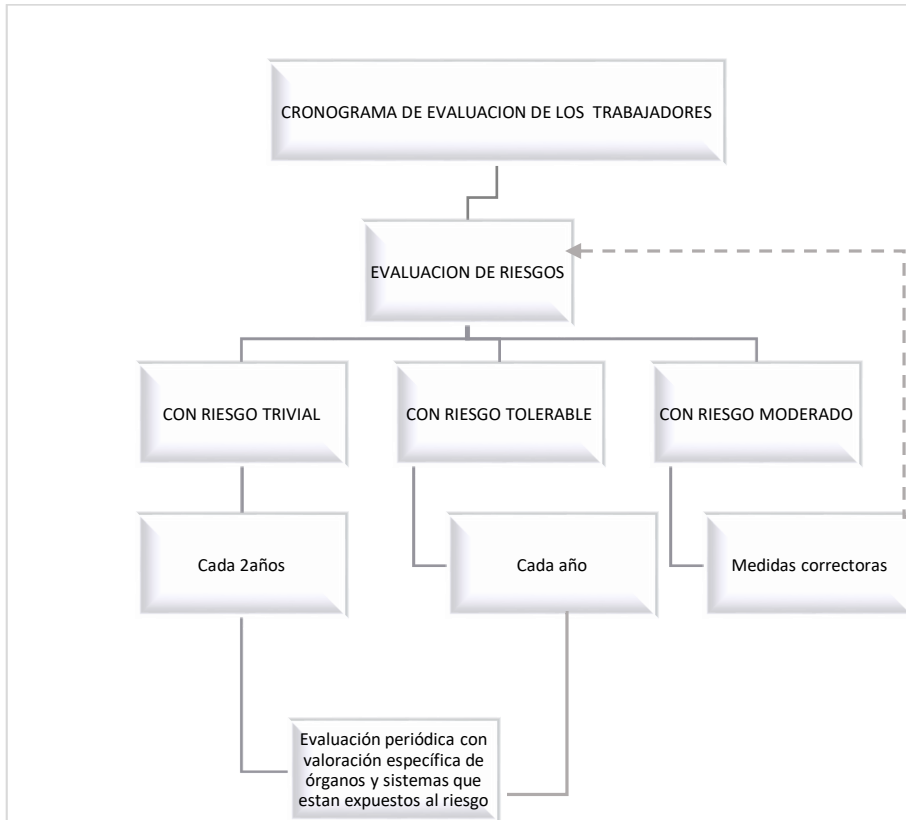 CRONOGRAMA DE EVALUACION DE LOS TRABAJADORES
EVALUACION DE RIESGOS
CON RIESGO TRIVIAL
CON RIESGO TOLERABLE
CON RIESGO MODERADO
Cada 2años
Cada año
Medidas correctoras
Evaluación periódica con
valoración específica de
órganos y sistemas que
estan expuestos al riesgo